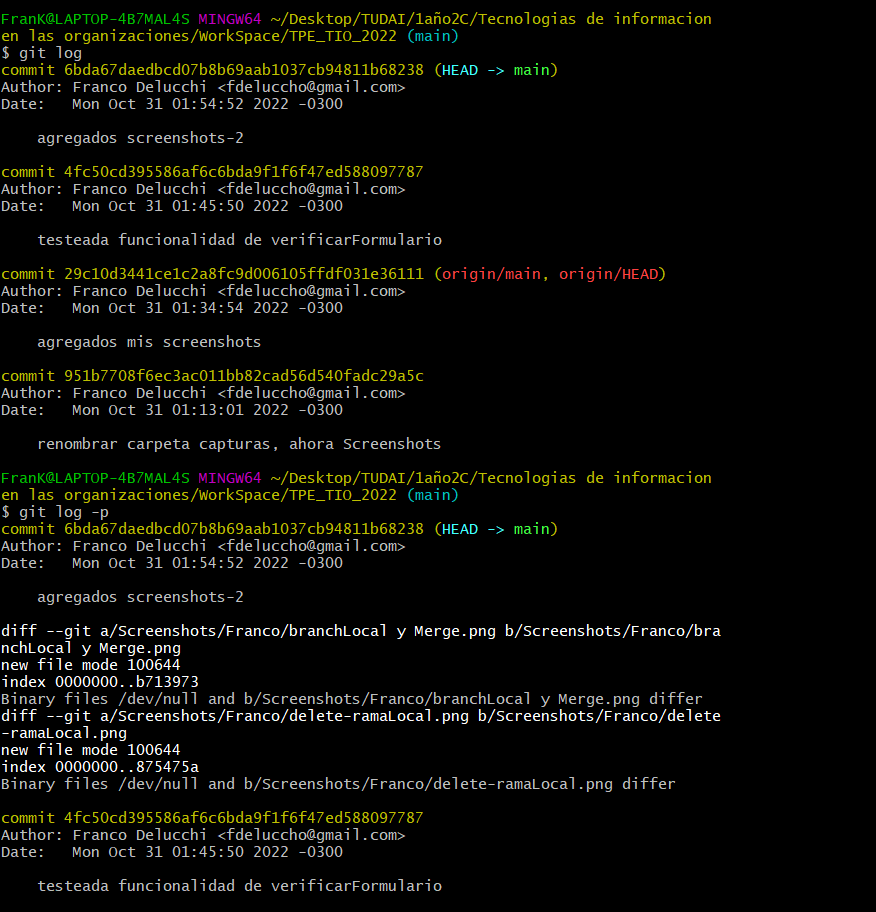 FranK@LAPTOP-4B7MAL4S MINGW64 ~/Desktop/TUDAI/1año2C/Tecnologias de informacion
en las organizaciones/WorkSpace/TPE_TIO_2022 (main)
$ git log
commit 6bda67daedbcd07b8b69aab1037cb94811b68238 (HEAD -> main)
Author: Franco Delucchi <fdeluccho@gmail.com>
Date:   Mon Oct 31 01:54:52 2022 -0300

    agregados screenshots-2

commit 4fc50cd395586af6c6bda9f1f6f47ed588097787
Author: Franco Delucchi <fdeluccho@gmail.com>
Date:   Mon Oct 31 01:45:50 2022 -0300

    testeada funcionalidad de verificarFormulario

commit 29c10d3441ce1c2a8fc9d006105ffdf031e36111 (origin/main, origin/HEAD)
Author: Franco Delucchi <fdeluccho@gmail.com>
Date:   Mon Oct 31 01:34:54 2022 -0300

    agregados mis screenshots

commit 951b7708f6ec3ac011bb82cad56d540fadc29a5c
Author: Franco Delucchi <fdeluccho@gmail.com>
Date:   Mon Oct 31 01:13:01 2022 -0300

    renombrar carpeta capturas, ahora Screenshots

FranK@LAPTOP-4B7MAL4S MINGW64 ~/Desktop/TUDAI/1año2C/Tecnologias de informacion
en las organizaciones/WorkSpace/TPE_TIO_2022 (main)
$ git log -p
commit 6bda67daedbcd07b8b69aab1037cb94811b68238 (HEAD -> main)
Author: Franco Delucchi <fdeluccho@gmail.com>
Date:   Mon Oct 31 01:54:52 2022 -0300

    agregados screenshots-2

diff --git a/Screenshots/Franco/branchLocal y Merge.png b/Screenshots/Franco/bra
nchLocal y Merge.png
new file mode 100644
index 0000000..b713973
Binary files /dev/null and b/Screenshots/Franco/branchLocal y Merge.png differ
diff --git a/Screenshots/Franco/delete-ramaLocal.png b/Screenshots/Franco/delete
-ramaLocal.png
new file mode 100644
index 0000000..875475a
Binary files /dev/null and b/Screenshots/Franco/delete-ramaLocal.png differ

commit 4fc50cd395586af6c6bda9f1f6f47ed588097787
Author: Franco Delucchi <fdeluccho@gmail.com>
Date:   Mon Oct 31 01:45:50 2022 -0300

    testeada funcionalidad de verificarFormulario